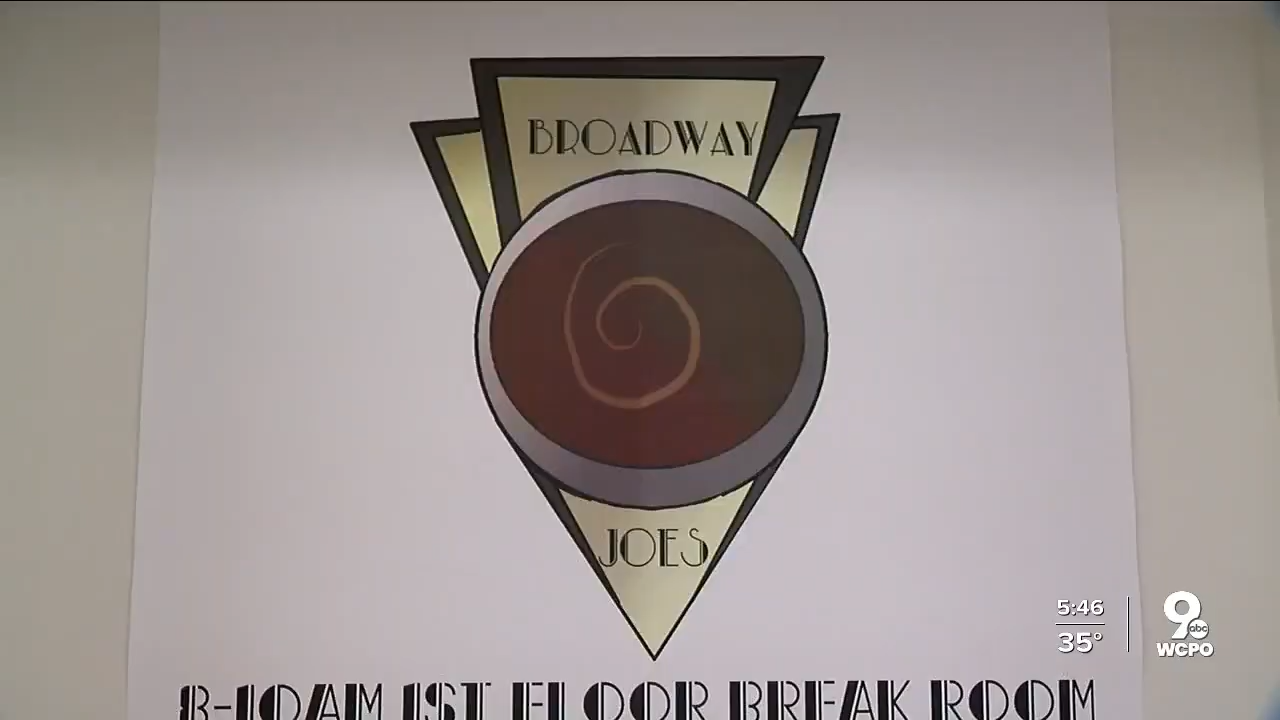 BROADWAY
JOES
5:46
35°
9
abc
WCPO
8-10AM 1ST FLOOR BREAK ROOM